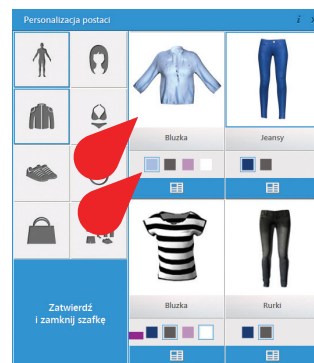 Personalizacja postaci
i
Bluzka
Jeansy
Bluzka
Rurki
Zatwierdź
i zamknij szafkę